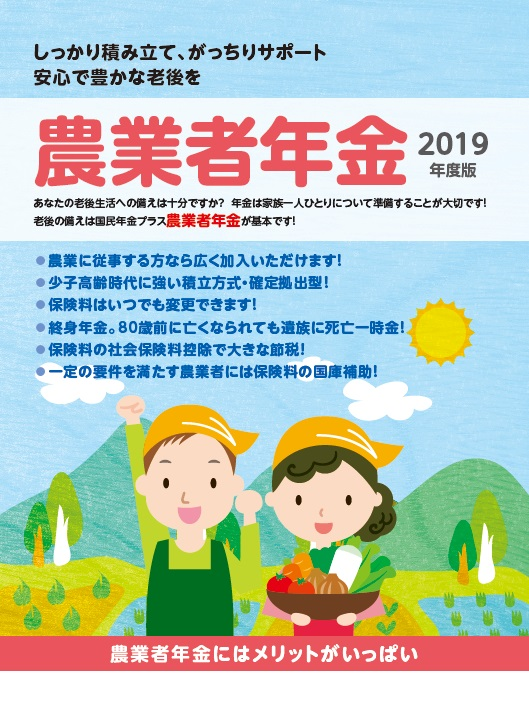 しっかり積み立て、がっちりサポート
安心で豊かな老後を
農業者年金
2019
年度版
あなたの老後生活への備えは十分ですか? 年金は家族一人ひとりについて準備することが大切です!
老後の備えは国民年金プラス農業者年金が基本です!
●農業に従事する方なら広く加入いただけます!
●少子高齢時代に強い積立方式・確定拠出型!
●保険料はいつでも変更できます!
●終身年金。80歳前に亡くなられても遺族に死亡一時金!
●保険料の社会保険料控除で大きな節税!
●一定の要件を満たす農業者には保険料の国庫補助!
農業者年金にはメリットがいっぱい